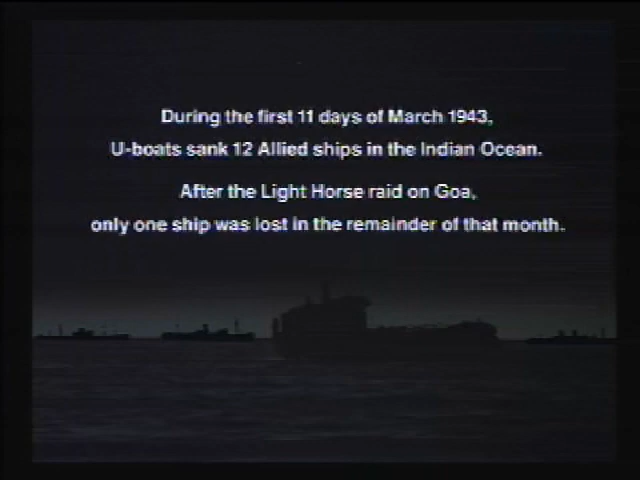 During the first 11 days of March 1943,
U-boats sank 12 Allied ships in the Indian Ocean.
After the Light Horse raid on Goa,
only one ship was lost in the remainder of that month.